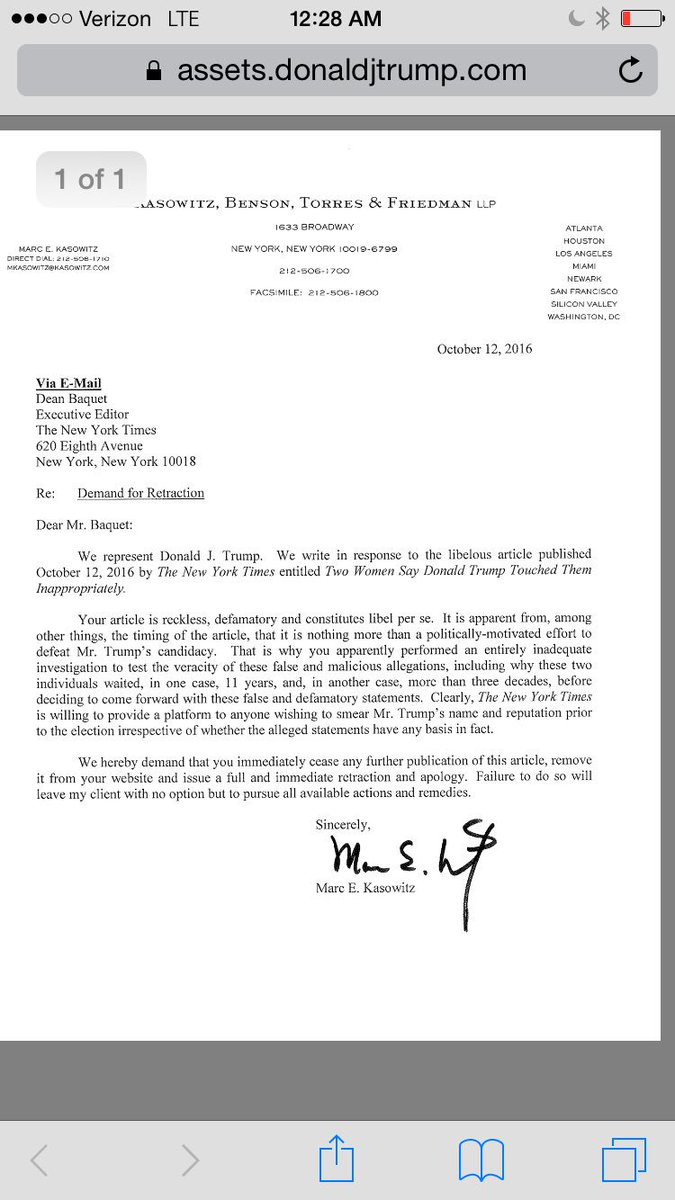 Verizon LTE 12:28 AM
assets.donaldjtrump.com
1 of 1
KASOWITZ, BENSON, TORRES & FRIEDMAN LLP
1633 BROADWAY
NEW YORK, NEW YORK 10019-6799
212-506-1700
FACSIMILE: 212-506-1800
MARC E. KASOWITZ
DIRECT DIAL: 212-506-1710
MKASOWITZ@KASOWITZ.COM
ATLANTA
HOUSTON
LOS ANGELES
MIAMI
NEWARK
SAN FRANCISCO
SILICON VALLEY
WASHINGTON, DC
October 12, 2016
Via E-Mail
Dean Baquet
Executive Editor
The New York Times
620 Eighth Avenue
New York, New York 10018
Re: Demand for Retraction
Dear Mr. Baquet:
We represent Donald J. Trump. We write in response to the libelous article published
October 12, 2016 by The New York Times entitled Two Women Say Donald Trump Touched Them
Inappropriately.
Your article is reckless, defamatory and constitutes libel per se. It is apparent from, among
other things, the timing of the article, that it is nothing more than a politically-motivated effort to
defeat Mr. Trump's candidacy. That is why you apparently performed an entirely inadequate
investigation to test the veracity of these false and malicious allegations, including why these two
individuals waited, in one case, 11 years, and, in another case, more than three decades, before
deciding to come forward with these false and defamatory statements. Clearly, The New York Times
is willing to provide a platform to anyone wishing to smear Mr. Trump's name and reputation prior
to the election irrespective of whether the alleged statements have any basis in fact.
We hereby demand that you immediately cease any further publication of this article, remove
it from your website and issue a full and immediate retraction and apology. Failure to do so will
leave my client with no option but to pursue all available actions and remedies.
Sincerely,
Marc E. Kasowitz